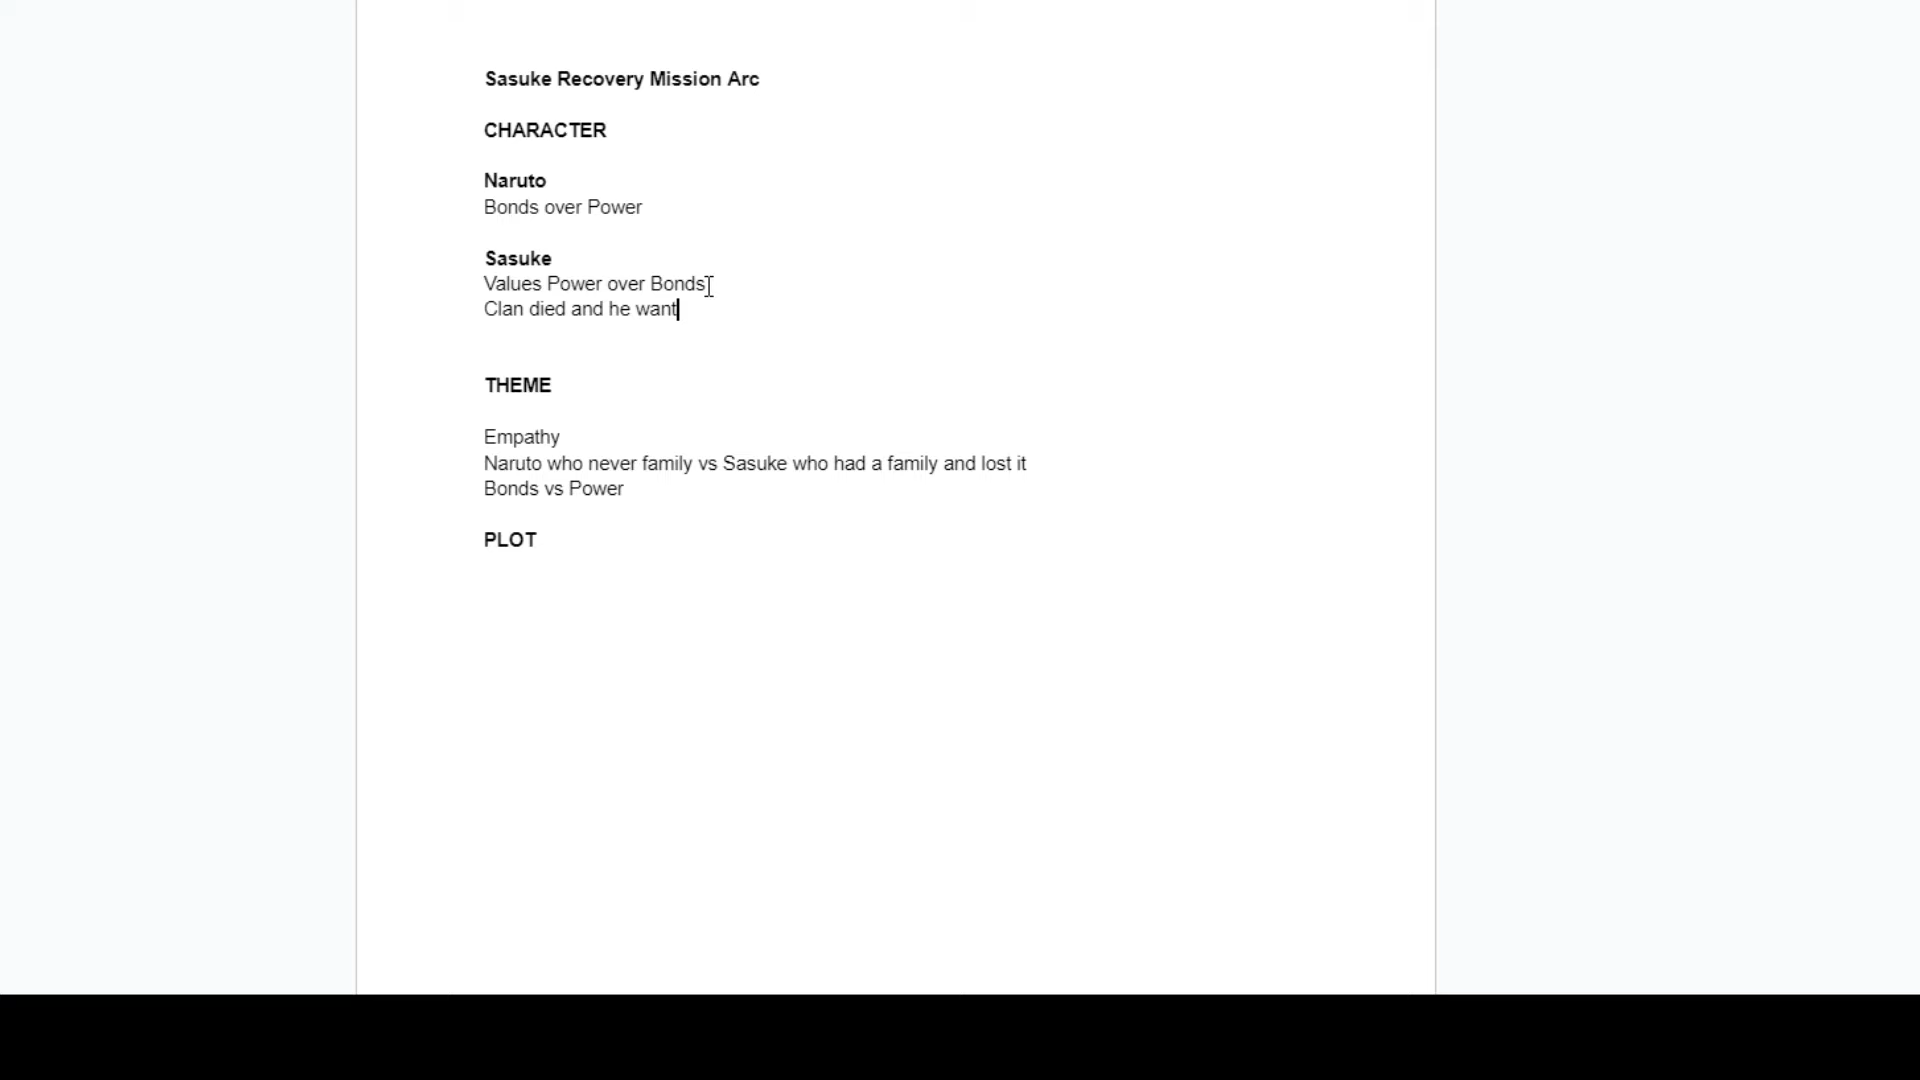 Sasuke Recovery Mission Arc
CHARACTER
Naruto
Bonds over Power
Sasuke
Values Power over Bonds
Clan died and he want
THEME
Empathy
Naruto who never family vs Sasuke who had a family and lost it
Bonds vs Power
PLOT